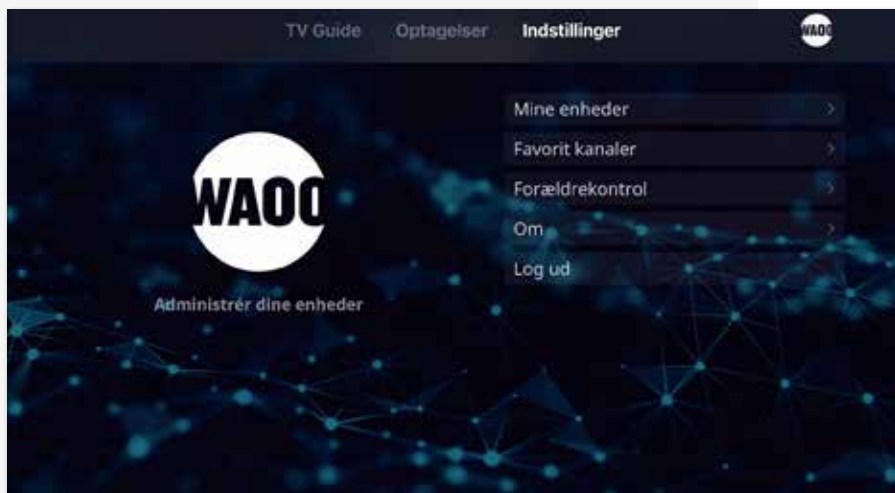 TV Guide Optagelser Indstillinger
WAOO
Mine enheder
Favorit kanaler
Forældrekontrol
Om
Log ud
WAOO
Administrér dine enheder